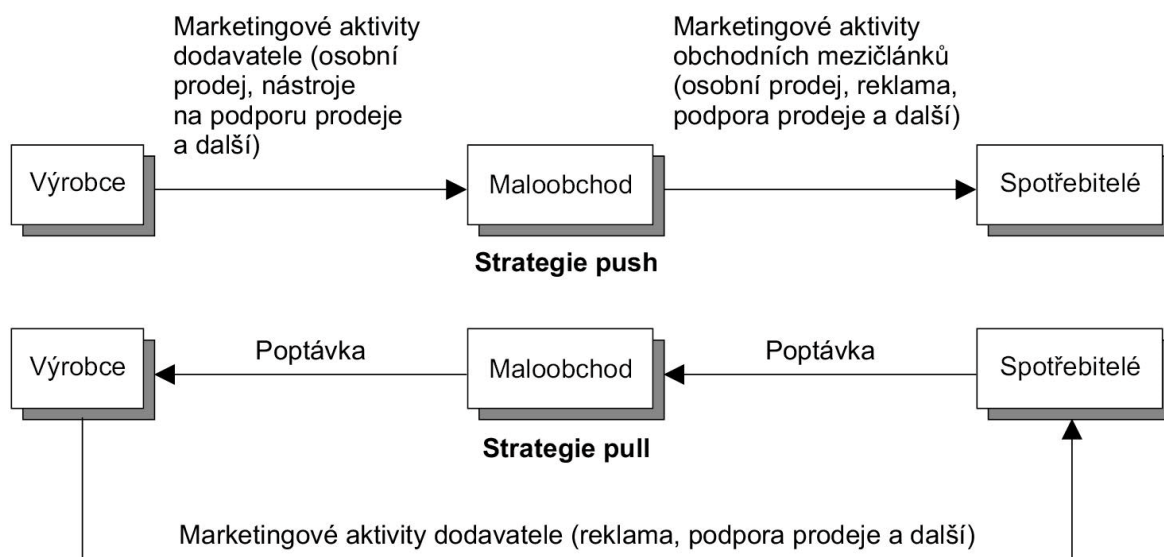 Marketingové aktivity
dodavatele (osobní
prodej, nástroje
na podporu prodeje
a další)
Marketingové aktivity
obchodních mezičlánků
(osobní prodej, reklama,
podpora prodeje a další)
Výrobce
Maloobchod
Spotřebitelé
Strategie push
Výrobce
Poptávka
Maloobchod
Poptávka
Spotřebitelé
Strategie pull
Marketingové aktivity dodavatele (reklama, podpora prodeje a další)